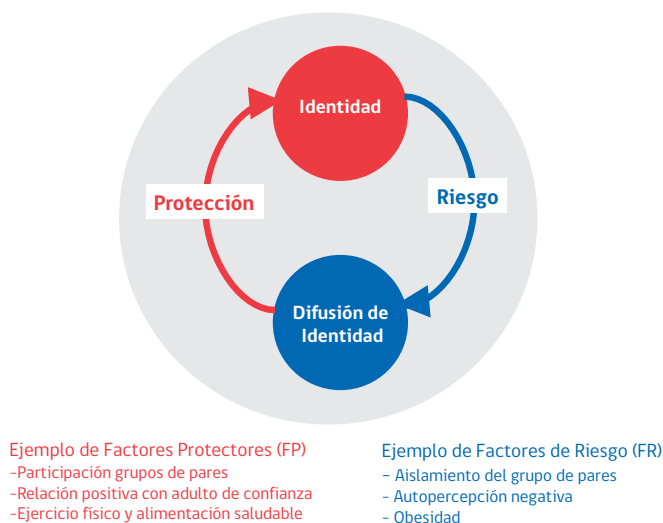 Identidad
Protección
Riesgo
Difusión de
Identidad
Ejemplo de Factores Protectores (FP)
-Participación grupos de pares
-Relación positiva con adulto de confianza
-Ejercicio físico y alimentación saludable
Ejemplo de Factores de Riesgo (FR)
- Aislamiento del grupo de pares
- Autopercepción negativa
- Obesidad